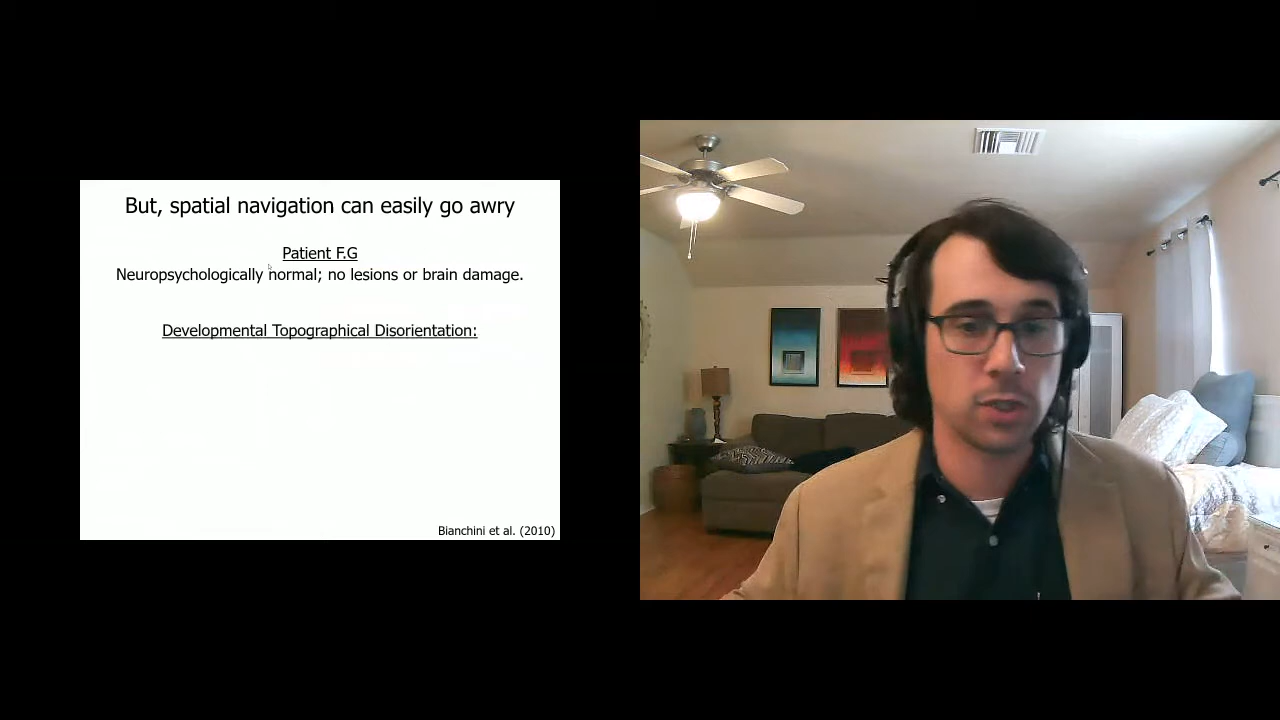 But, spatial navigation can easily go awry
Patient F.G
Neuropsychologically normal; no lesions or brain damage.
Developmental Topographical Disorientation:
Bianchini et al. (2010)